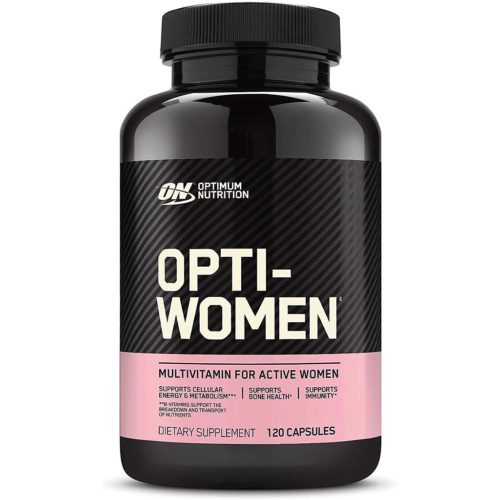 ON OPTIMUM
NUTRITION
OPTI-
WOMEN
MULTIVITAMIN FOR ACTIVE WOMEN
SUPPORTS CELLULAR
ENERGY & METABOLISM**^
**B-VITAMINS SUPPORT THE
BREAKDOWN AND TRANSPORT
OF NUTRIENTS
SUPPORTS
BONE HEALTH^
SUPPORTS
IMMUNITY^
DIETARY SUPPLEMENT 120 CAPSULES